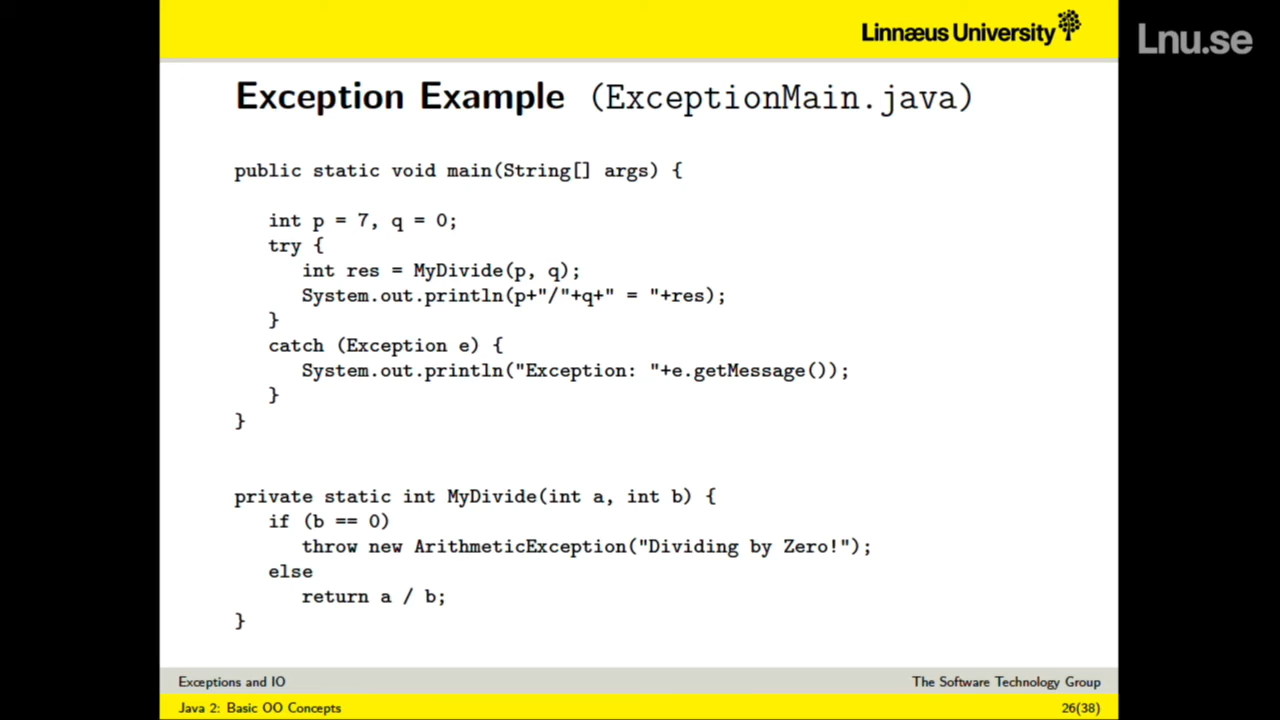 Linnæus University
Lnu.se
Exception Example (ExceptionMain.java)
public static void main(String[] args) {
int p = 7, q = 0;
try {
int res = MyDivide(p, q);
System.out.println(p+"/"+q+" = "+res);
}
catch (Exception e) {
System.out.println("Exception: "+e.getMessage());
}
}
private static int MyDivide(int a, int b) {
if (b == 0)
throw new ArithmeticException("Dividing by Zero!");
else
return a / b;
}
Exceptions and IO
The Software Technology Group
Java 2: Basic OO Concepts
26(38)